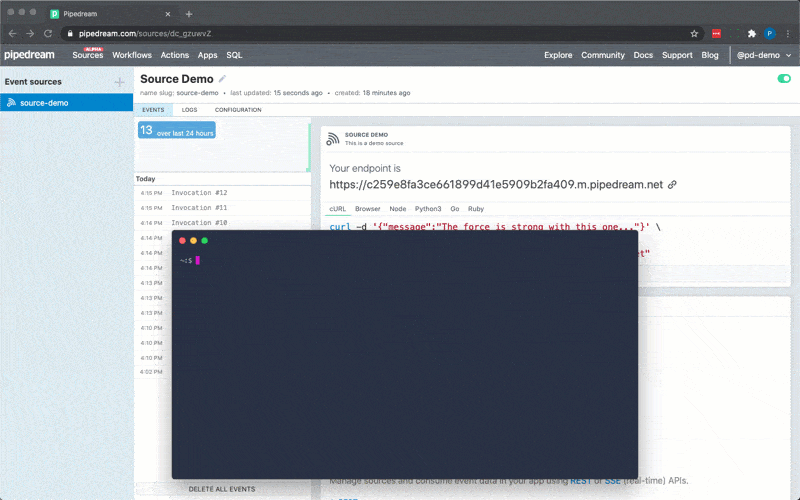 Pipedream
pipedream.com/sources/dc_gzuwvZ
P
pipedream
Sources
ALPHA
Workflows
Actions
Apps
SQL
Explore
Community
Docs
Support
Blog
@pd-demo
Event sources
source-demo
Source Demo
name slug: source-demo • last updated: 15 seconds ago • created: 18 minutes ago
EVENTS
LOGS
CONFIGURATION
13 over last 24 hours
Today
4:15 PM Invocation #12
4:15 PM Invocation #11
4:14 PM Invocation #10
4:14 PM
4:14 PM
4:14 PM
4:13 PM
4:13 PM
4:13 PM
4:10 PM
4:10 PM
4:10 PM
4:02 PM
DELETE ALL EVENTS
SOURCE DEMO
This is a demo source
Your endpoint is
https://c259e8fa3ce661899d41e5909b2fa409.m.pipedream.net
cURL
Browser
Node
Python3
Go
Ruby
curl -d '{"message":"The force is strong with this one..."}' \
et"
~:$
Manage sources and consume event data in your app using REST or SSE (real-time) APIs.